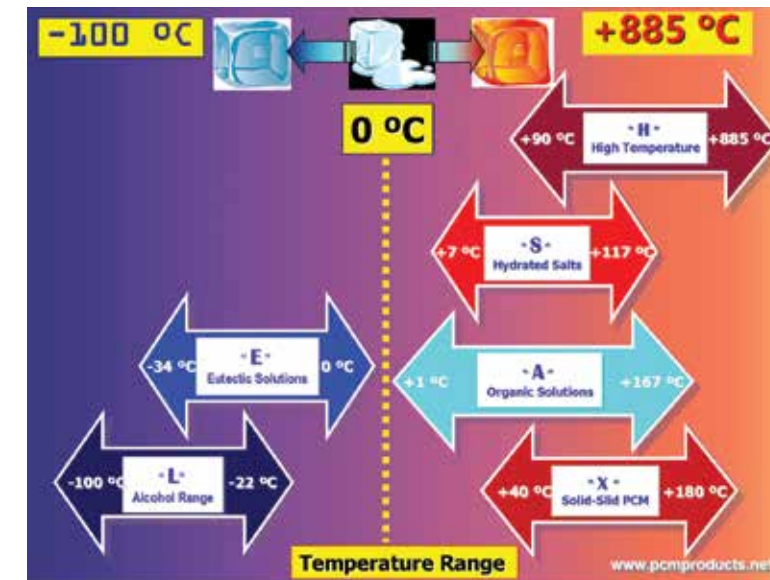 -100 ºC
+885 ºC
0 ºC
+90 ºC
-H-
High Temperature
+885 ºC
+7 ºC
-S-
Hydrated Salts
+117 ºC
-34 ºC
-E-
Eutectic Solutions
0 ºC
+1 ºC
-A-
Organic Solutions
+167 ºC
-100 ºC
-L-
Alcohol Range
-22 ºC
+40 ºC
-X-
Solid-Slid PCM
+180 ºC
Temperature Range
www.pcmproducts.net